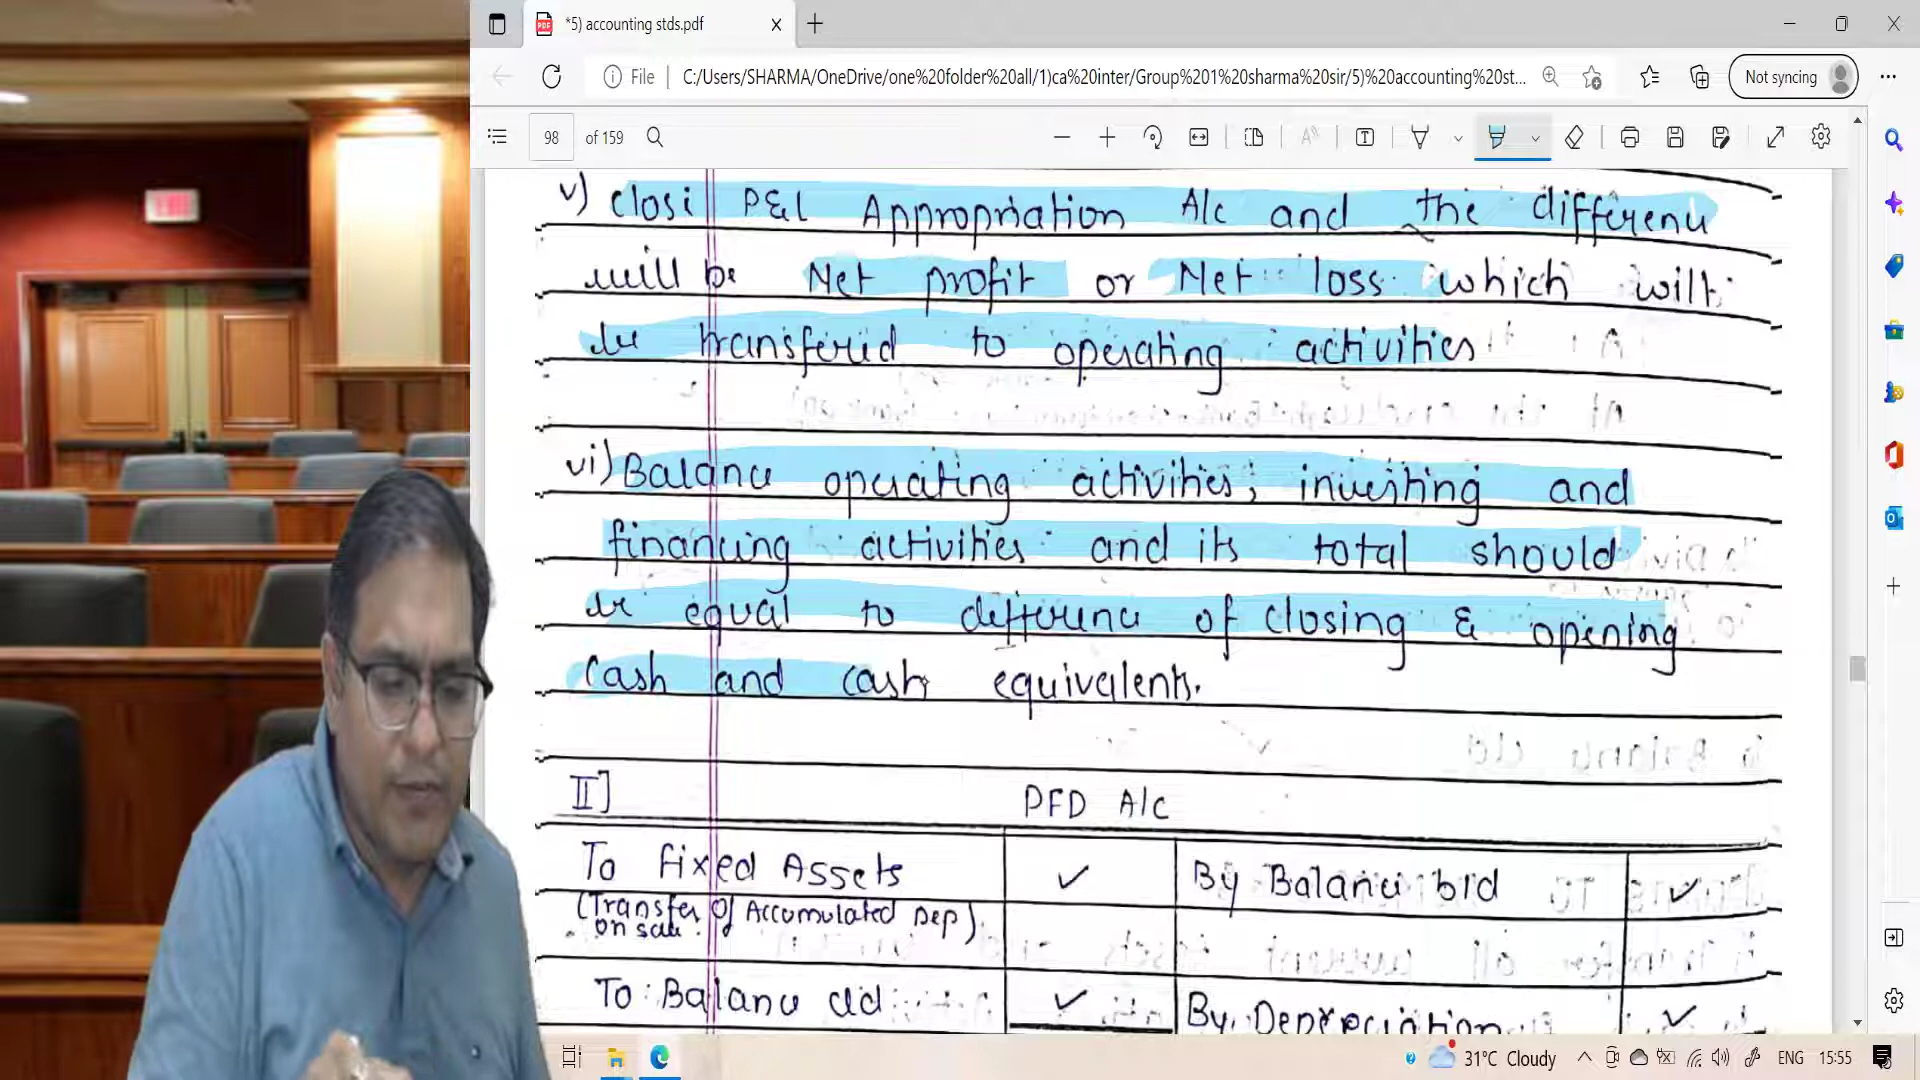 *5) accounting stds.pdf
File C:/Users/SHARMA/OneDrive/one%20folder%20all/1)ca%20inter/Group%201%20sharma%20sir/5)%20accounting%20st...
Not syncing
98 of 159
v) Closi P&L Appropriation A/c and the differenu
will be Net profit or Net loss which will
be transferid to operating activities
vi) Balanu operating activities, investing and
financing activities and its total should
be equal to differenu of closing & opening
Cash and cash equivalents.
II] PFD A/c
To Fixed Assets ✓ By Balanu b/d ✓
(Transfer of Accumulated Dep)
on sale.
To Balanu c/d ✓ By Depreciation ✓
31°C Cloudy
ENG 15:55